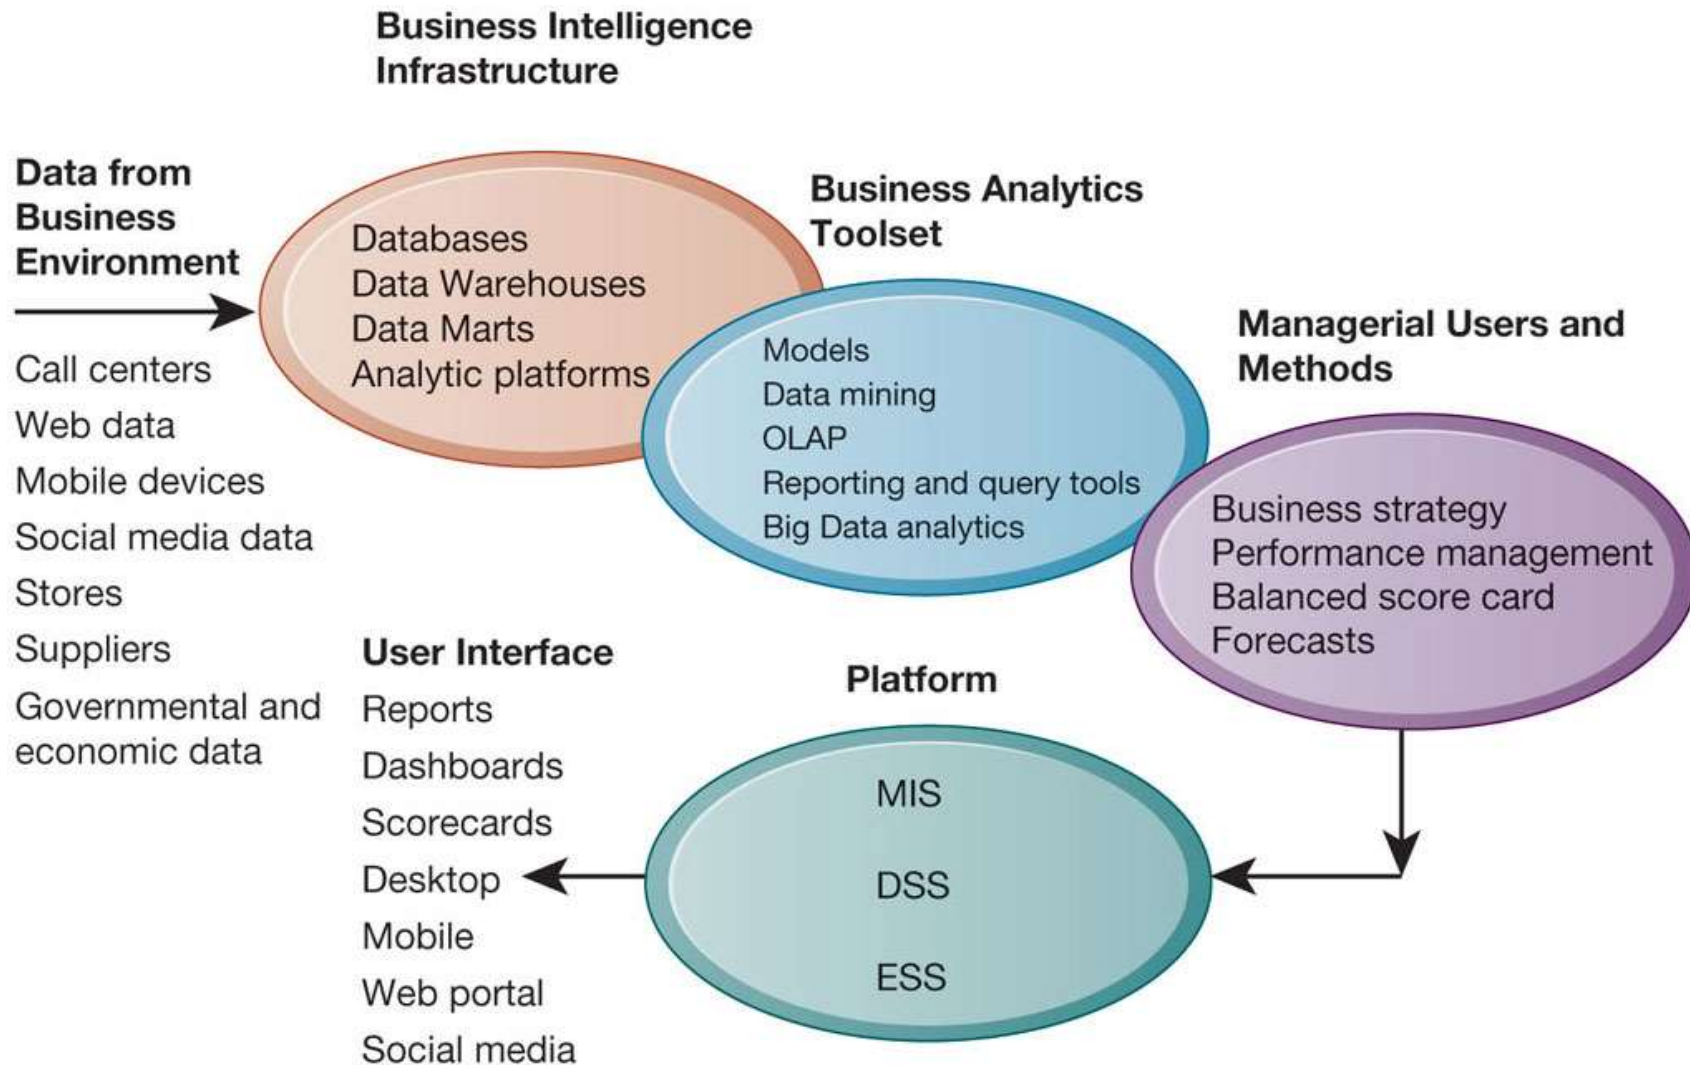 Business Intelligence
Infrastructure
Data from
Business
Environment
Call centers
Web data
Mobile devices
Social media data
Stores
Suppliers
Governmental and
economic data
Databases
Data Warehouses
Data Marts
Analytic platforms
Business Analytics
Toolset
Models
Data mining
OLAP
Reporting and query tools
Big Data analytics
Managerial Users and
Methods
Business strategy
Performance management
Balanced score card
Forecasts
Platform
MIS
DSS
ESS
User Interface
Reports
Dashboards
Scorecards
Desktop
Mobile
Web portal
Social media